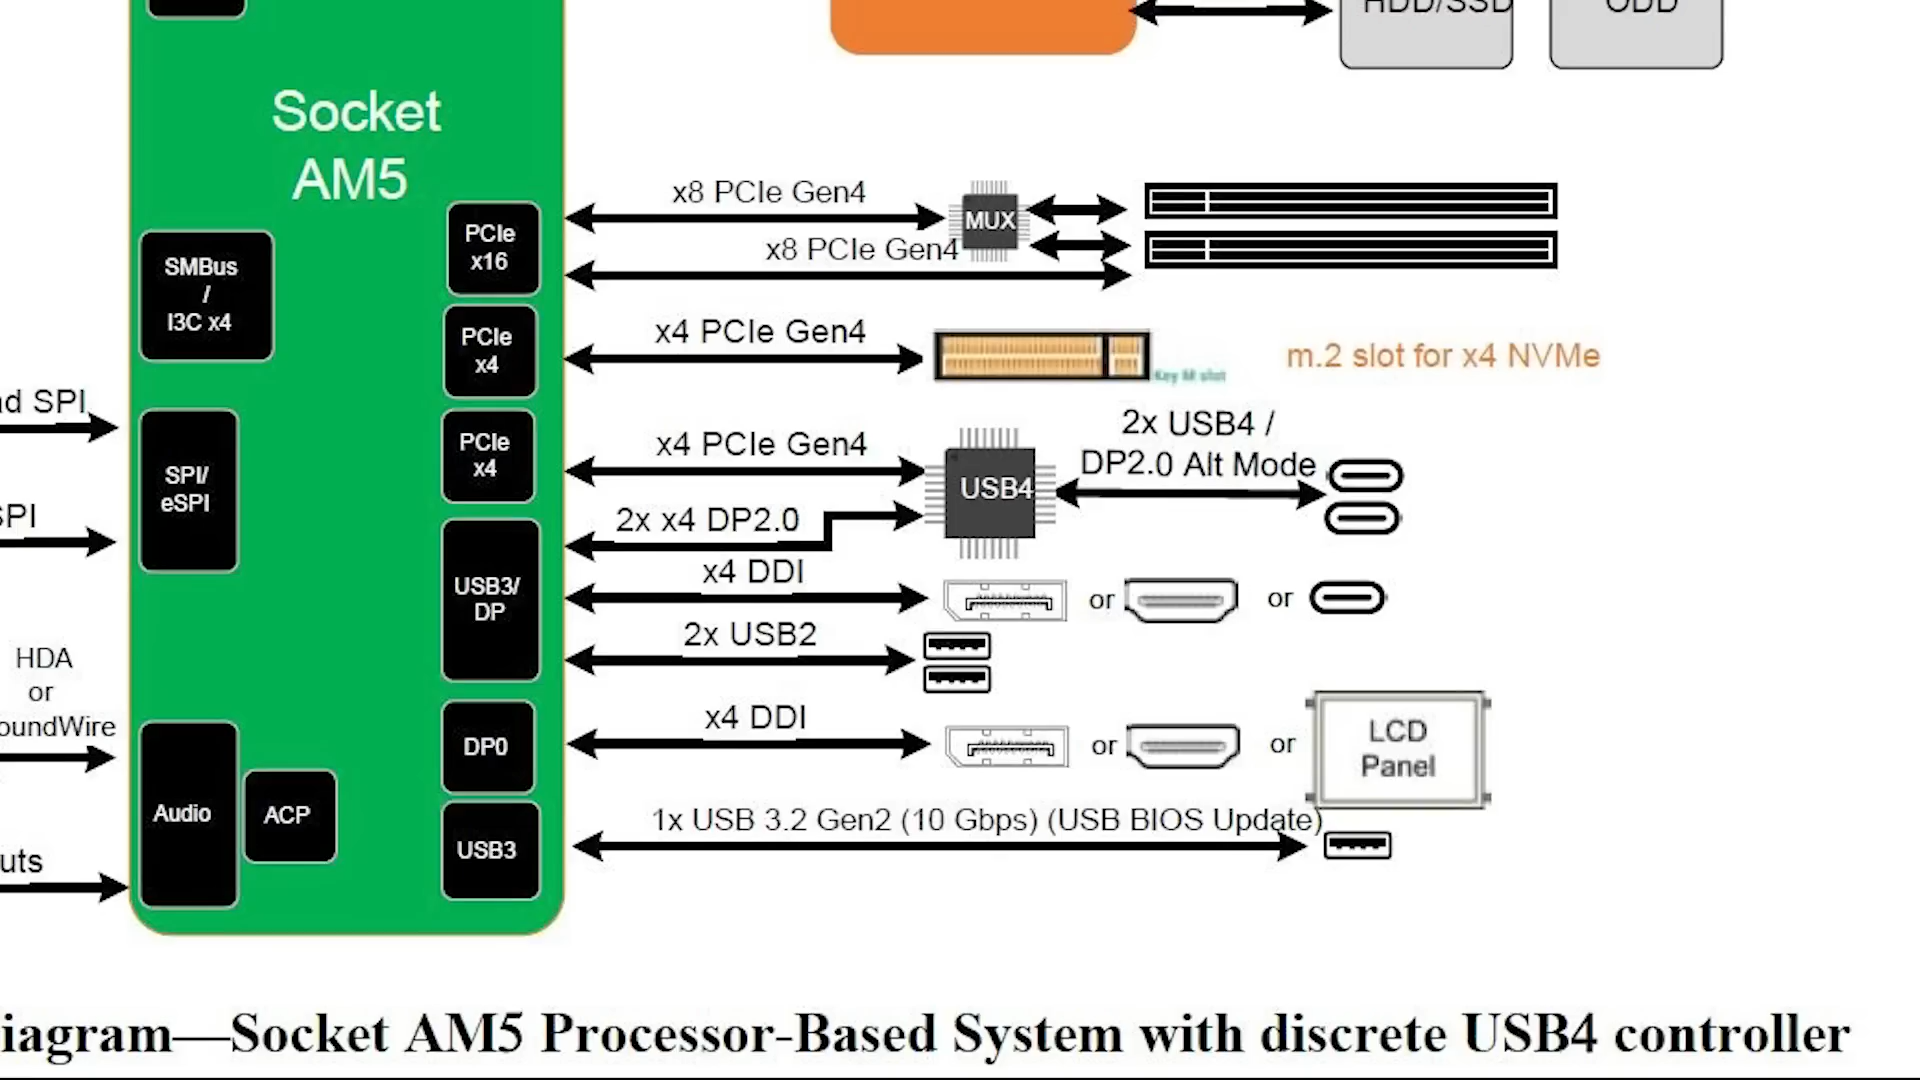 HDD/SSD
ODD
Socket
AM5
PCIe
x16
x8 PCIe Gen4
MUX
x8 PCIe Gen4
SMBus
/
I3C x4
PCIe
x4
x4 PCIe Gen4
Key M slot
m.2 slot for x4 NVMe
SPI
SPI/
eSPI
PCIe
x4
x4 PCIe Gen4
USB4
2x USB4 /
DP2.0 Alt Mode
2x x4 DP2.0
USB3/
DP
x4 DDI
or
or
2x USB2
HDA
or
oundWire
DP0
x4 DDI
or
or
LCD
Panel
Audio
ACP
USB3
1x USB 3.2 Gen2 (10 Gbps) (USB BIOS Update)
uts
iagram—Socket AM5 Processor-Based System with discrete USB4 controller